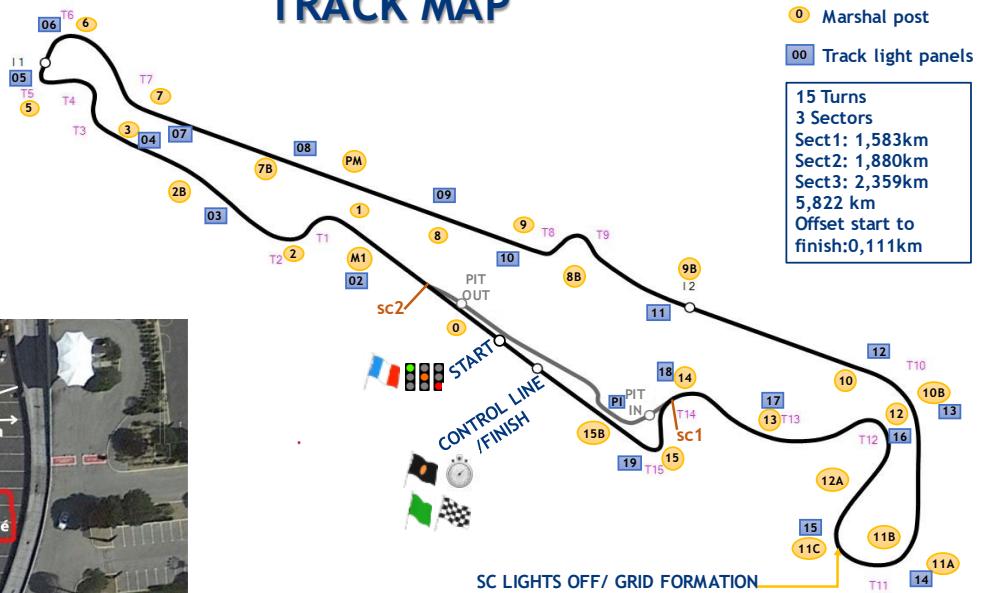 TRACK MAP
0 Marshal post
00 Track light panels
15 Turns
3 Sectors
Sect1: 1,583km
Sect2: 1,880km
Sect3: 2,359km
5,822 km
Offset start to
finish:0,111km
T6
06
6
I 1
05
T5
5
T4
T3
T7
7
3
04
07
08
7B
PM
2B
03
09
1
8
9
T8
T9
T1
T2
2
M1
02
10
8B
9B
I 2
PIT
OUT
sc2
0
11
START
CONTROL LINE
/FINISH
12
T10
10
10B
13
18
14
PI
PIT
IN
T14
sc1
17
13
T13
12
16
T12
15B
19
T15
15
12A
15
11C
11B
11A
14
T11
SC LIGHTS OFF/ GRID FORMATION
é